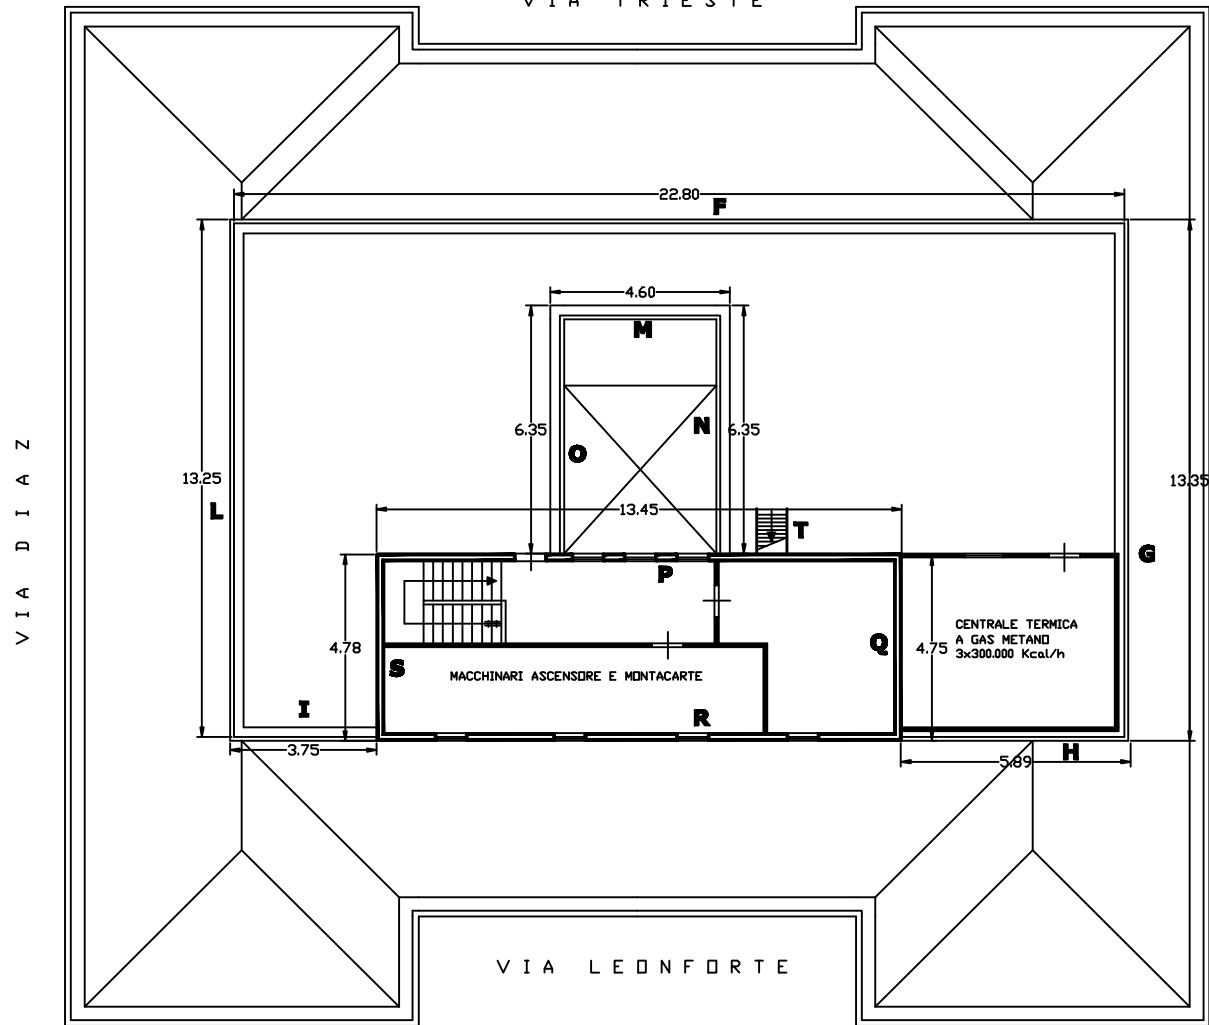 VIA TRIESTE
22.80
F
4.60
M
6.35
N
6.35
O
VIA DIAZ
13.25
13.35
L
13.45
T
G
P
CENTRALE TERMICA
A GAS METANO
3x300.000 Kcal/h
Q
4.78
4.75
S
MACCHINARI ASCENSORE E MONTACARTE
I
R
3.75
H
5.89
VIA LEONFORTE